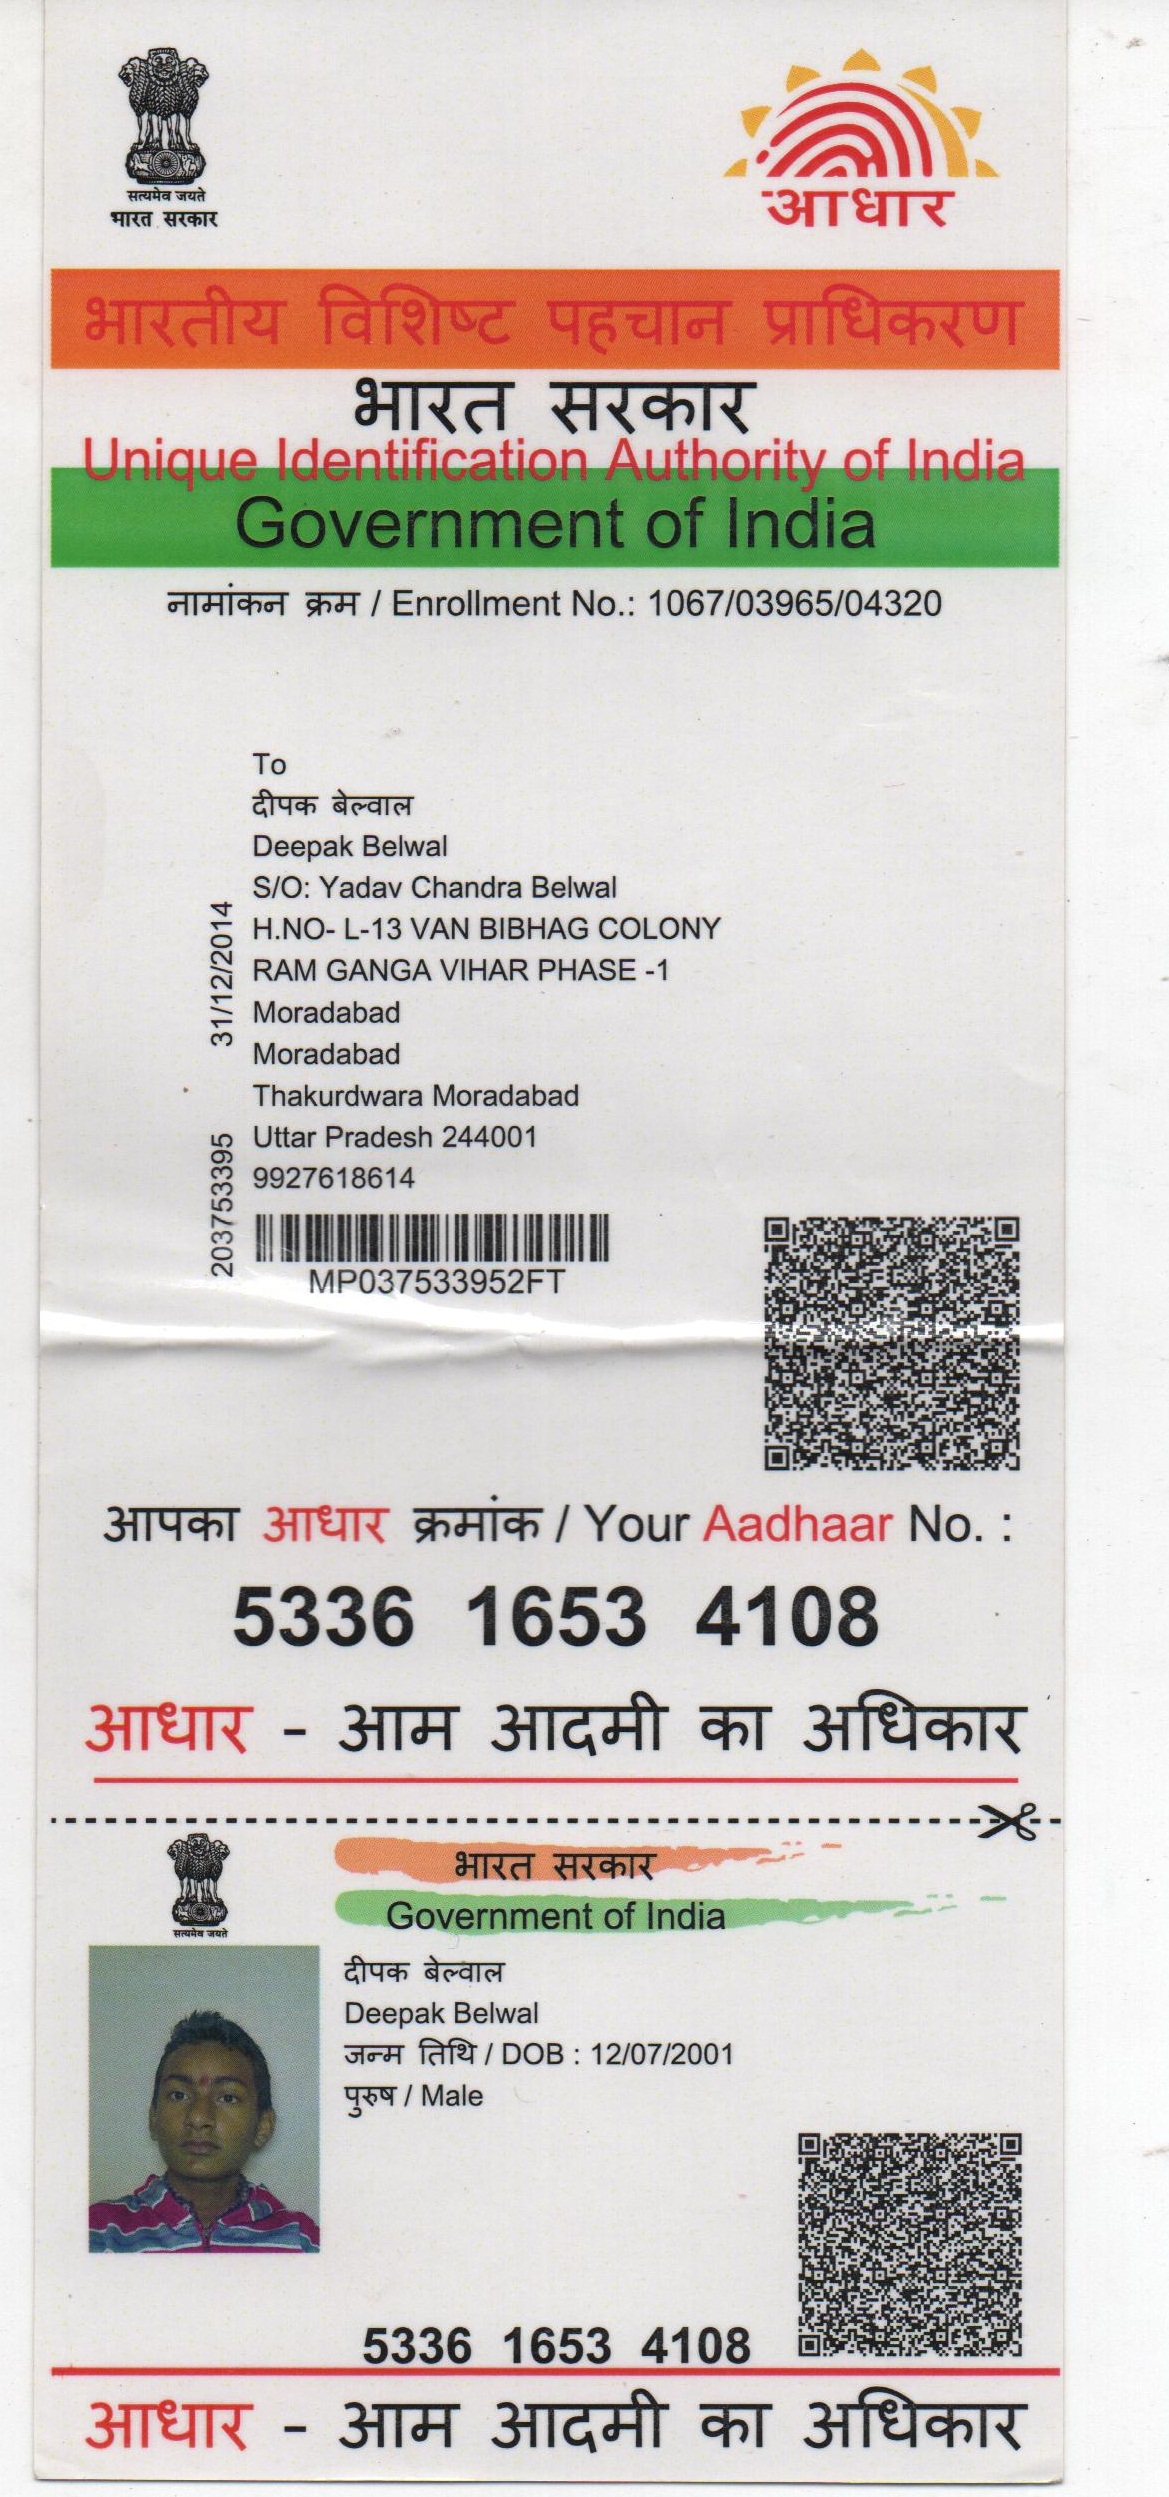 सत्यमेव जयते
भारत सरकार
आधार
भारतीय विशिष्ट पहचान प्राधिकरण
भारत सरकार
Unique Identification Authority of India
Government of India
नामांकन क्रम / Enrollment No.: 1067/03965/04320
To
दीपक बेल्वाल
Deepak Belwal
S/O: Yadav Chandra Belwal
H.NO- L-13 VAN BIBHAG COLONY
RAM GANGA VIHAR PHASE -1
Moradabad
Moradabad
Thakurdwara Moradabad
Uttar Pradesh 244001
9927618614
31/12/2014
203753395
MP037533952FT
आपका आधार क्रमांक / Your Aadhaar No. :
5336 1653 4108
आधार - आम आदमी का अधिकार
सत्यमेव जयते
भारत सरकार
Government of India
दीपक बेल्वाल
Deepak Belwal
जन्म तिथि / DOB : 12/07/2001
पुरुष / Male
5336 1653 4108
आधार - आम आदमी का अधिकार